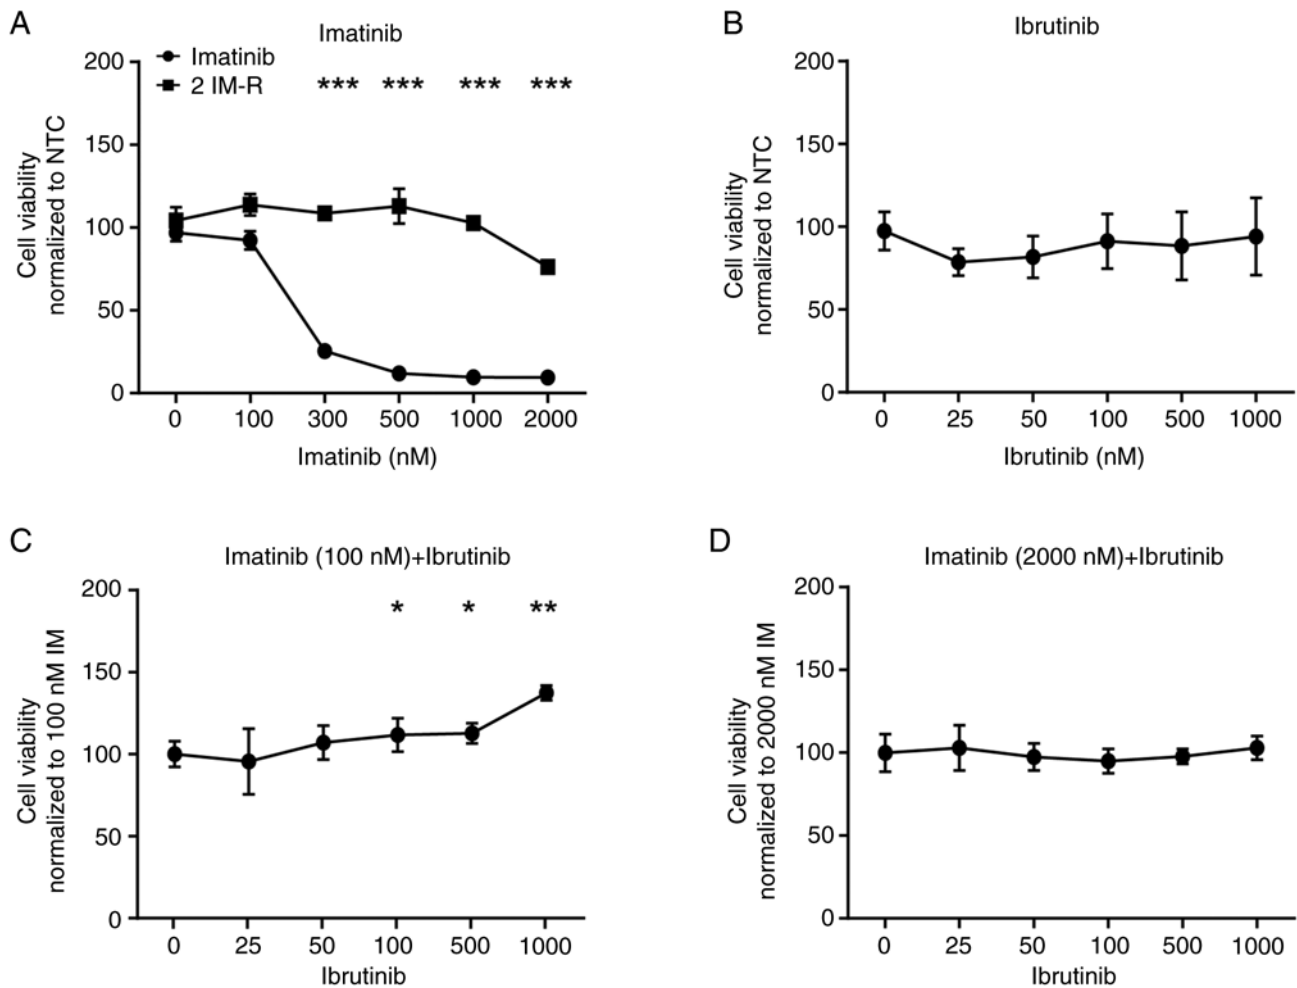 A
Imatinib
Imatinib
2 IM-R
*** *** *** ***
Cell viability
normalized to NTC
200
150
100
50
0
0 100 300 500 1000 2000
Imatinib (nM)
B
Ibrutinib
Cell viability
normalized to NTC
200
150
100
50
0
0 25 50 100 500 1000
Ibrutinib (nM)
C
Imatinib (100 nM)+Ibrutinib
* * **
Cell viability
normalized to 100 nM IM
200
150
100
50
0
0 25 50 100 500 1000
Ibrutinib
D
Imatinib (2000 nM)+Ibrutinib
Cell viability
normalized to 2000 nM IM
200
150
100
50
0
0 25 50 100 500 1000
Ibrutinib